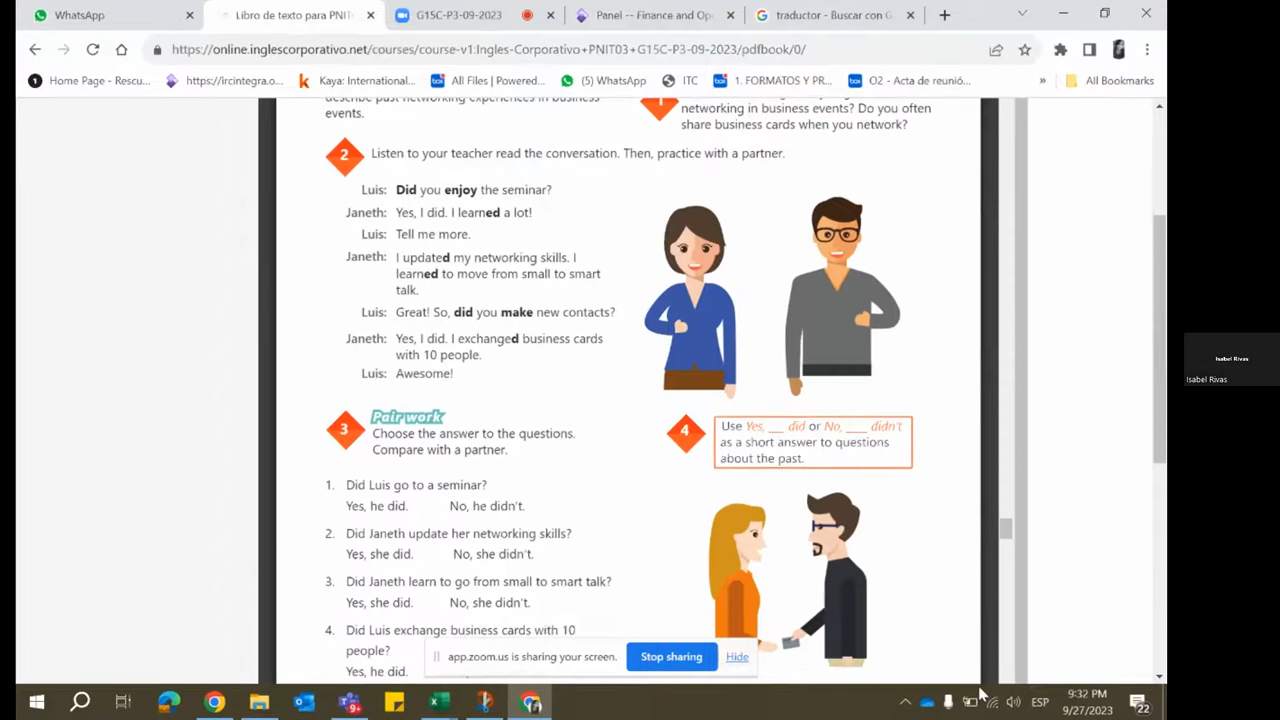 WhatsApp
Libro de texto para PNIT
G15C-P3-09-2023
Panel -- Finance and Op
traductor - Buscar con G
https://online.inglescorporativo.net/courses/course-v1:Ingles-Corporativo+PNIT03+G15C-P3-09-2023/pdfbook/0/
Home Page - Rescu...
https://ircintegra.o...
Kaya: International...
All Files | Powered...
(5) WhatsApp
ITC
1. FORMATOS Y PR...
O2 - Acta de reunió...
»
All Bookmarks
describe past networking experiences in business
events.
1
networking in business events? Do you often
share business cards when you network?
2
Listen to your teacher read the conversation. Then, practice with a partner.
Luis: Did you enjoy the seminar?
Janeth: Yes, I did. I learned a lot!
Luis: Tell me more.
Janeth: I updated my networking skills. I
learned to move from small to smart
talk.
Luis: Great! So, did you make new contacts?
Janeth: Yes, I did. I exchanged business cards
with 10 people.
Luis: Awesome!
3
Pair work
Choose the answer to the questions.
Compare with a partner.
4
Use Yes, ___ did or No, ____ didn't
as a short answer to questions
about the past.
1. Did Luis go to a seminar?
Yes, he did. No, he didn't.
2. Did Janeth update her networking skills?
Yes, she did. No, she didn't.
3. Did Janeth learn to go from small to smart talk?
Yes, she did. No, she didn't.
4. Did Luis exchange business cards with 10
people?
Yes, he did.
app.zoom.us is sharing your screen.
Stop sharing
Hide
Isabel Rivas
Isabel Rivas
9+
ESP
9:32 PM
9/27/2023
22